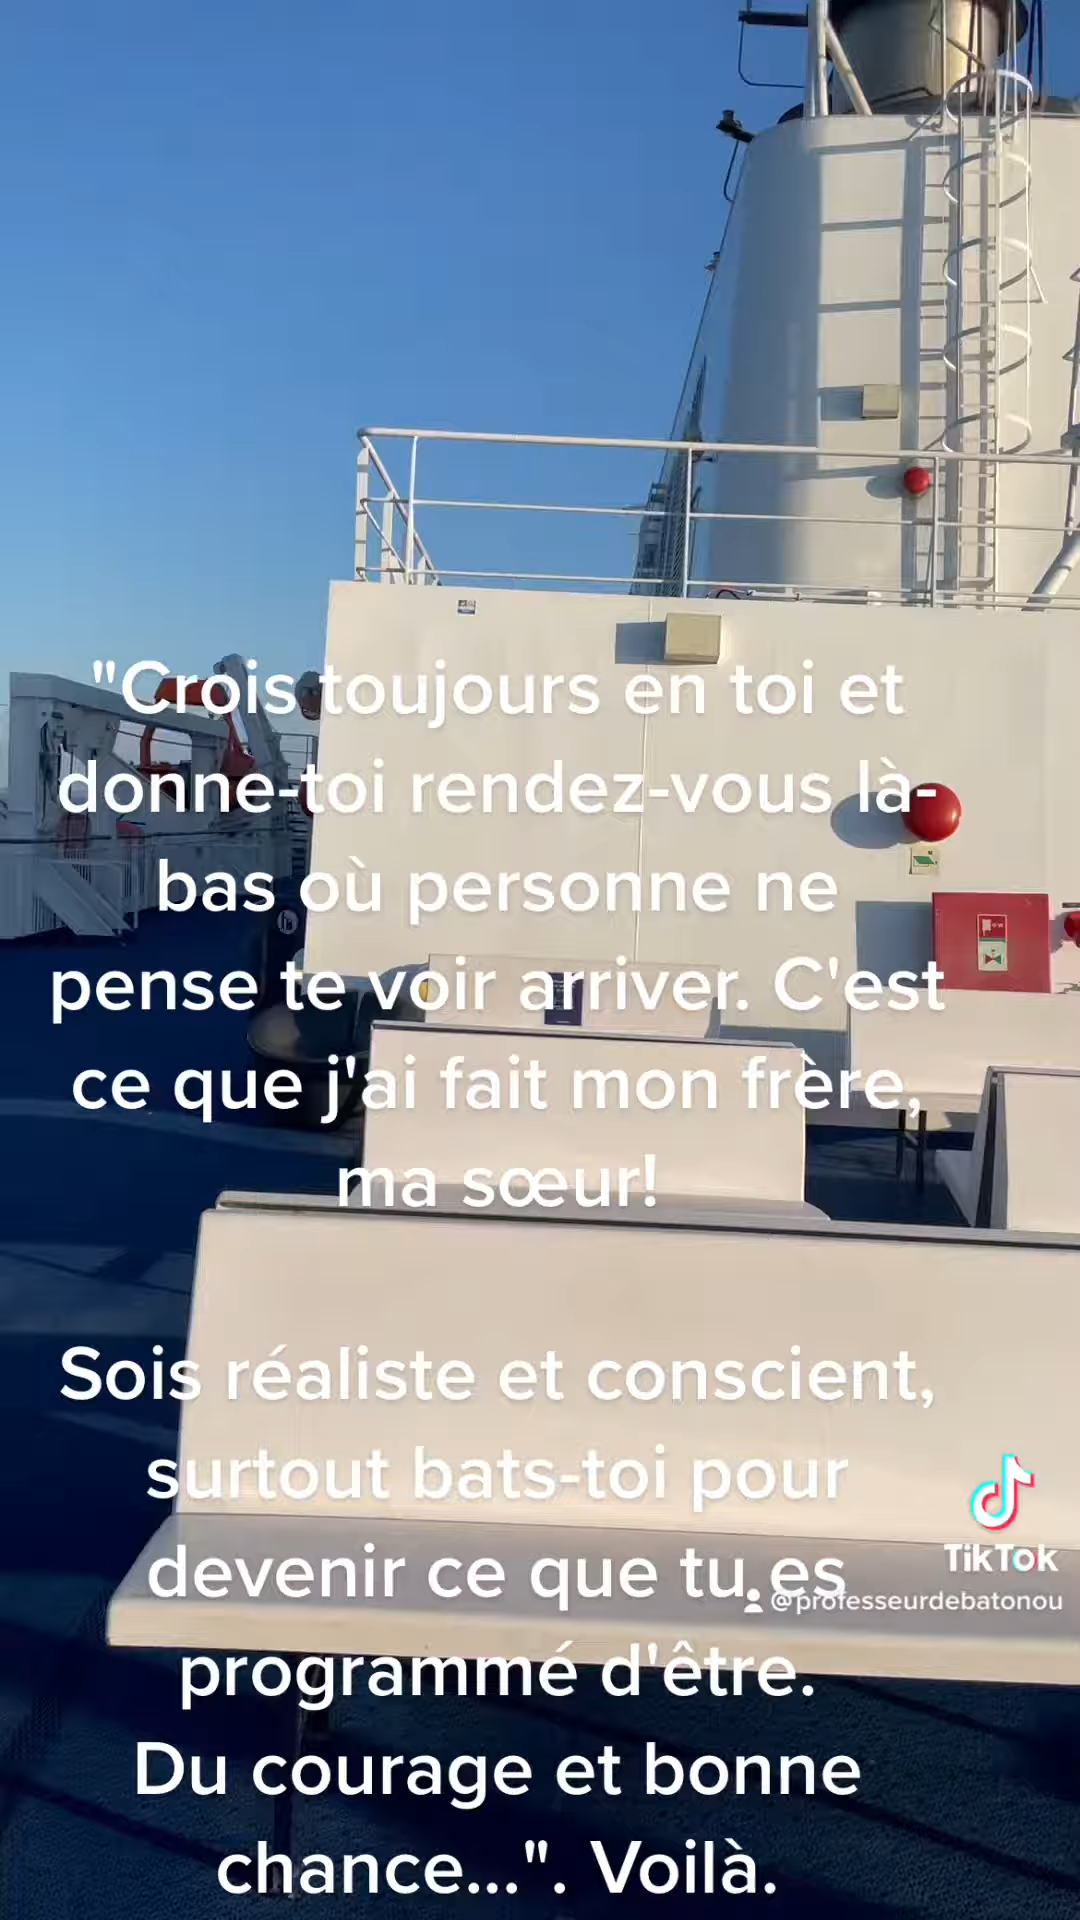 "Crois toujours en toi et
donne-toi rendez-vous là-
bas où personne ne
pense te voir arriver. C'est
ce que j'ai fait mon frère,
ma sœur!
Sois réaliste et conscient,
surtout bats-toi pour
devenir ce que tu es
programmé d'être.
Du courage et bonne
chance...". Voilà.
TikTok
@professeurdebatonou